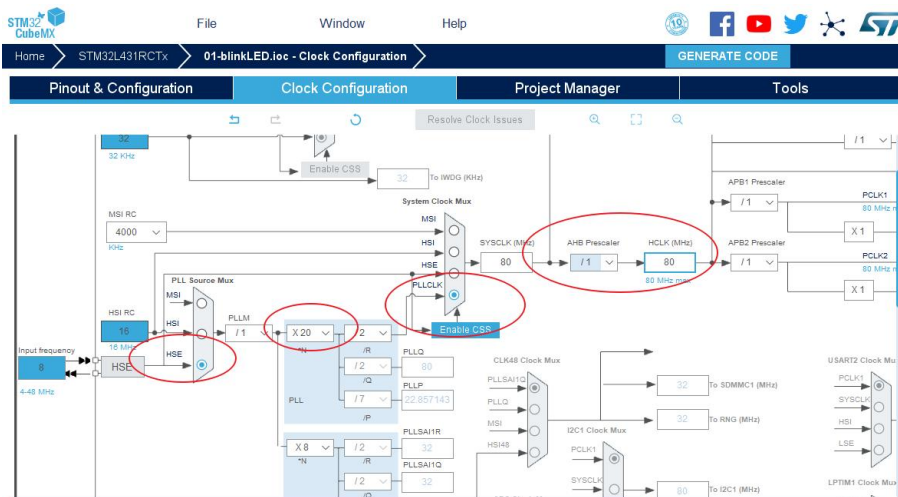 STM32 CubeMX
File
Window
Help
10
Home
STM32L431RCTx
01-blinkLED.ioc - Clock Configuration
GENERATE CODE
Pinout & Configuration
Clock Configuration
Project Manager
Tools
Resolve Clock Issues
32
32 KHz
Enable CSS
32
To IWDG (KHz)
/ 1
System Clock Mux
APB1 Prescaler
/ 1
PCLK1
80 MHz m
X 1
MSI RC
4000
KHz
MSI
HSI
HSE
PLLCLK
SYSCLK (MHz)
80
AHB Prescaler
/ 1
HCLK (MHz)
80
80 MHz max
APB2 Prescaler
/ 1
PCLK2
80 MHz m
X 1
Enable CSS
PLL Source Mux
MSI
HSI
HSE
HSI RC
16
16 MHz
PLLM
/ 1
X 20
*N
/ 2
/R
PLLQ
/ 2
80
/Q
PLLP
PLL
/ 7
22.857143
/P
Input frequency
8
4-48 MHz
HSE
PLLSAI1R
X 8
*N
/ 2
32
/R
PLLSAI1Q
/ 2
32
/Q
CLK48 Clock Mux
PLLSAI1Q
PLLQ
MSI
HSI48
32
To SDMMC1 (MHz)
32
To RNG (MHz)
I2C1 Clock Mux
PCLK1
SYSCLK
80
To I2C1 (MHz)
USART2 Clock Mu
PCLK1
SYSCLK
HSI
LSE
LPTIM1 Clock Mux